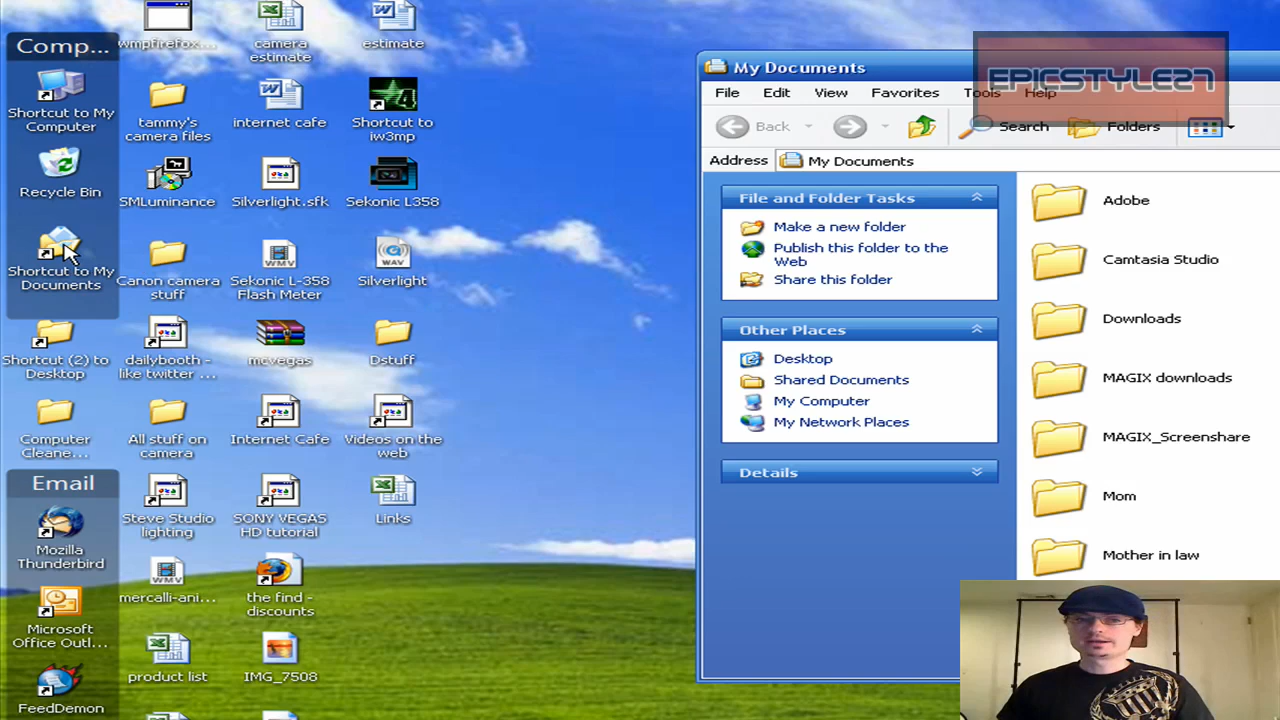 Comp...
Shortcut to My
Computer
Recycle Bin
Shortcut to My
Documents
Shortcut (2) to
Desktop
Computer
Cleane...
Email
Mozilla
Thunderbird
Microsoft
Office Outl...
FeedDemon
wmpfirefox...
tammy's
camera files
SMLuminance
Canon camera
stuff
dailybooth -
like twitter ...
All stuff on
camera
Steve Studio
lighting
mercalli-ani...
product list
camera
estimate
internet cafe
Silverlight.sfk
Sekonic L-358
Flash Meter
WMV
mcvegas
Internet Cafe
SONY VEGAS
HD tutorial
the find -
discounts
IMG_7508
estimate
Shortcut to
iw3mp
Sekonic L358
WAV
Silverlight
Dstuff
Videos on the
web
Links
WMV
My Documents
EPICSTYLE27
File Edit View Favorites Tools Help
Back Search Folders
Address My Documents
File and Folder Tasks
Make a new folder
Publish this folder to the
Web
Share this folder
Other Places
Desktop
Shared Documents
My Computer
My Network Places
Details
Adobe
Camtasia Studio
Downloads
MAGIX downloads
MAGIX_Screenshare
Mom
Mother in law